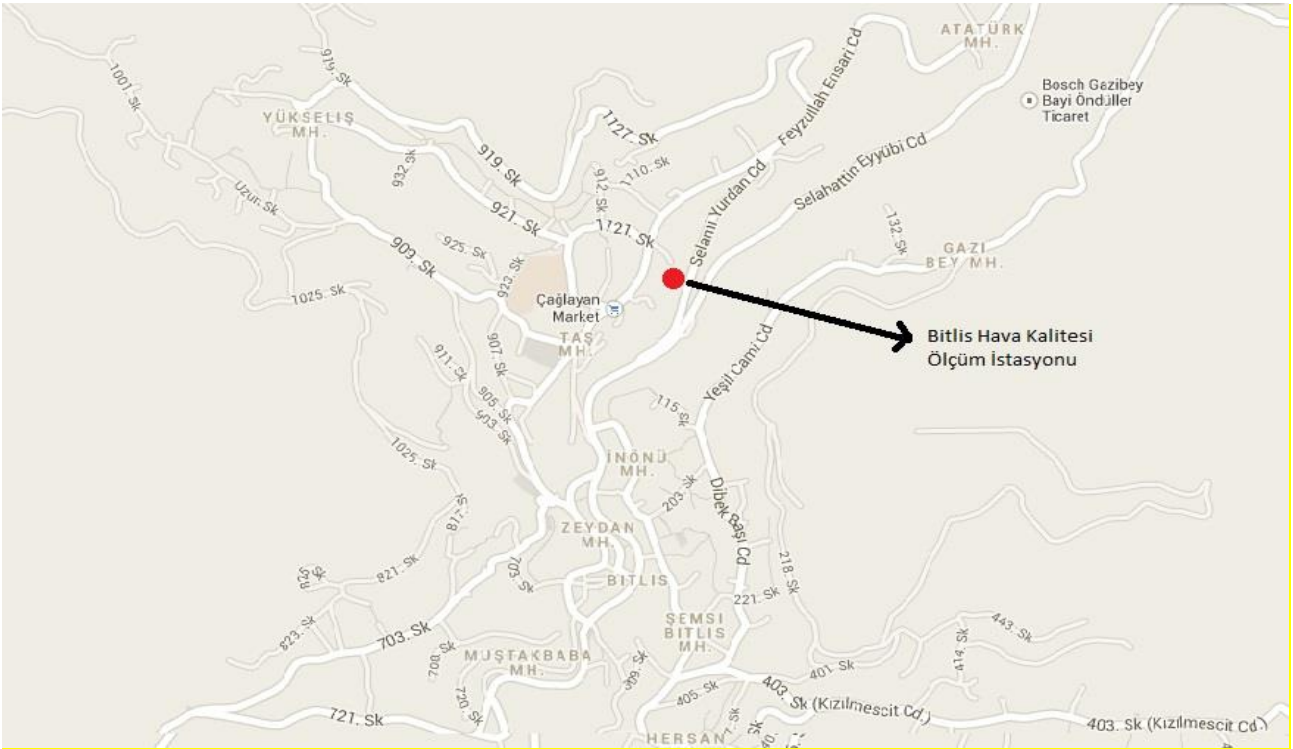 ATATÜRK
MH.
Bosch Gazibey
Bayi Öndüller
Ticaret
919. Sk
1001. Sk
YÜKSELİŞ
MH.
1127. Sk
Feyzullah Ensari Cd
919. Sk
932. Sk
912. Sk
1110. Sk
Uzun. Sk
921. Sk
1121. Sk
Selami Yurdan Cd
Selahattin Eyyübi Cd
132. Sk
GAZI
BEY MH.
909. Sk
925. Sk
923. Sk
1025. Sk
Çağlayan
Market
TAŞ
MH.
Bitlis Hava Kalitesi
Ölçüm İstasyonu
907. Sk
911. Sk
905. Sk
903. Sk
Yeşil Cami Cd
115. Sk
1025. Sk
İNÖNÜ
MH.
203. Sk
Dibek Başı Cd
ZEYDAN
MH.
703. Sk
BITLIS
218. Sk
821. Sk
221. Sk
ŞEMSI
BITLIS
MH.
823. Sk
703. Sk
700. Sk
MUŞTAKBABA
MH.
309. Sk
720. Sk
721. Sk
405. Sk
401. Sk
443. Sk
414. Sk
403. Sk (Kızılmescit Cd.)
403. Sk (Kızılmescit Cd.)
HERSAN